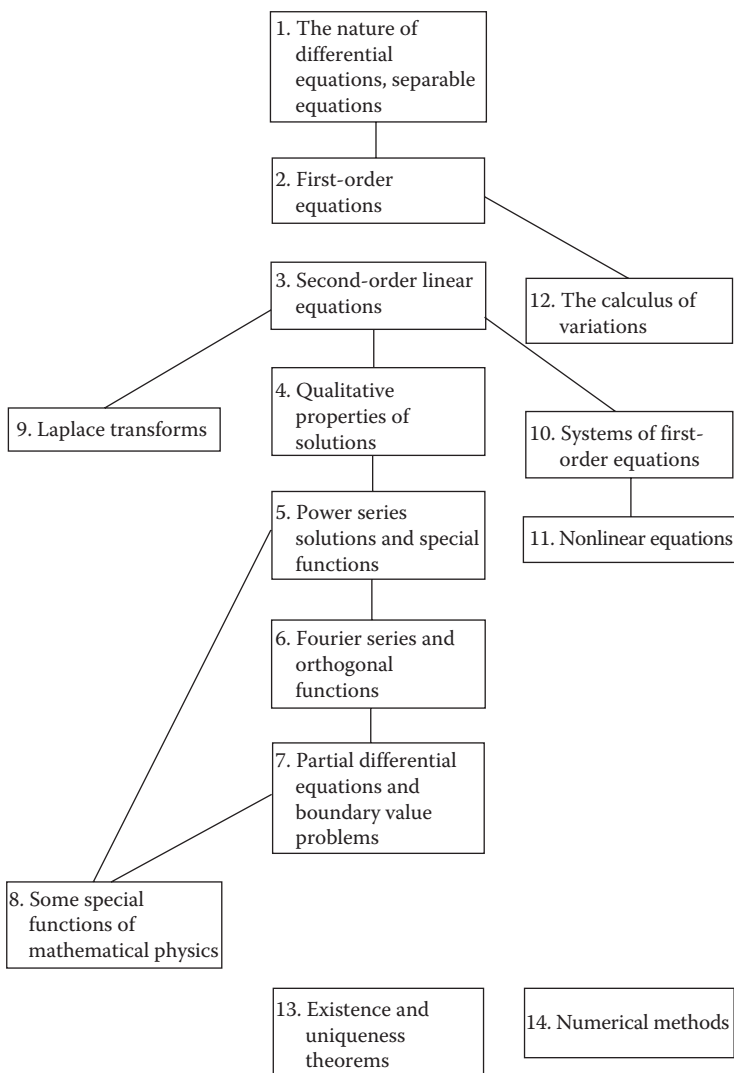 1. The nature of
differential
equations, separable
equations
2. First-order
equations
3. Second-order linear
equations
12. The calculus of
variations
4. Qualitative
properties of
solutions
9. Laplace transforms
10. Systems of first-
order equations
5. Power series
solutions and special
functions
11. Nonlinear equations
6. Fourier series and
orthogonal
functions
7. Partial differential
equations and
boundary value
problems
8. Some special
functions of
mathematical physics
13. Existence and
uniqueness
theorems
14. Numerical methods